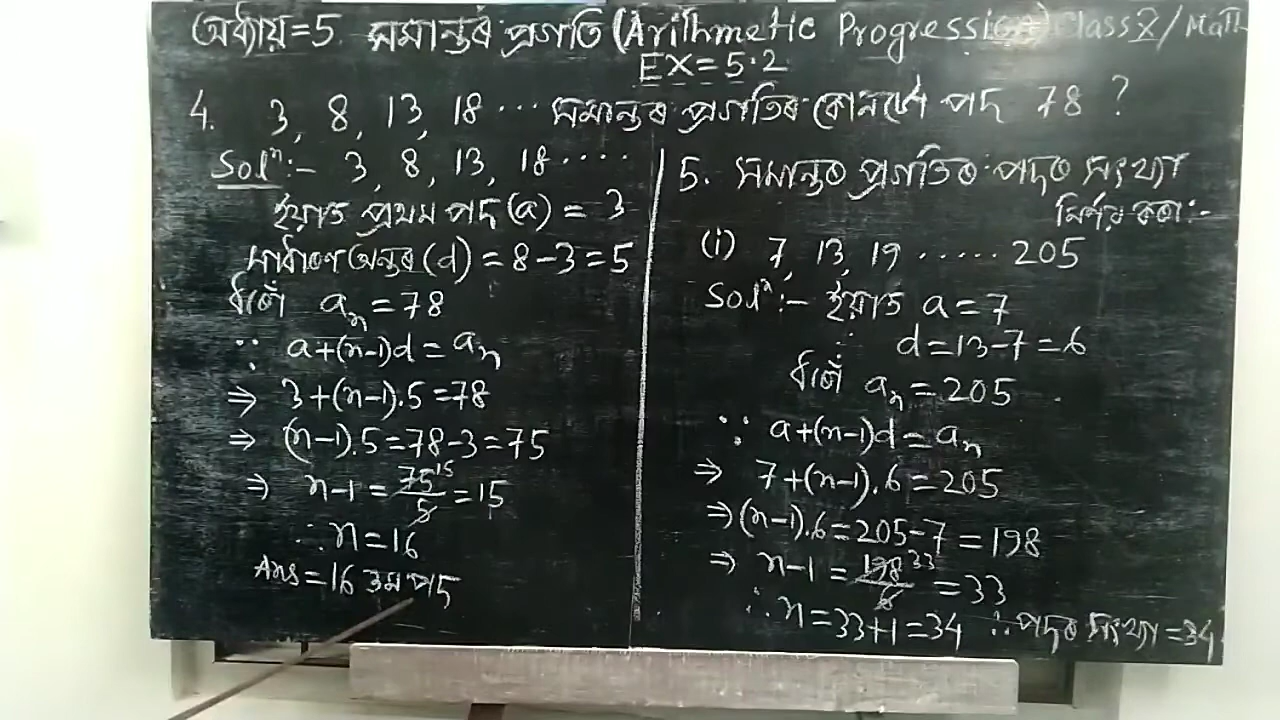 অধ্যায়=5 সমান্তৰ প্ৰগতি (Arithmetic Progression) Class X / Math
EX=5.2
4. 3, 8, 13, 18 ... সমান্তৰ প্ৰগতিৰ কোনটো পদ 78 ?
Solⁿ:- 3, 8, 13, 18 ....
ইয়াত প্ৰথম পদ (a) = 3
সাধাৰণ অন্তৰ (d) = 8-3=5
ধৰোঁ aₙ=78
∵ a+(n-1)d=aₙ
⇒ 3+(n-1).5=78
⇒ (n-1).5=78-3=75
⇒ n-1=75/5 15 =15
∴ n=16
Ans=16 তম পদ
5. সমান্তৰ প্ৰগতিৰ পদৰ সংখ্যা
নিৰ্ণয় কৰা:-
(i) 7, 13, 19 ..... 205
Solⁿ:- ইয়াত a=7
d=13-7=6
ধৰোঁ aₙ=205
∵ a+(n-1)d=aₙ
⇒ 7+(n-1).6=205
⇒ (n-1).6=205-7=198
⇒ n-1=198/6 33 =33
∴ n=33+1=34 ∴ পদৰ সংখ্যা=34